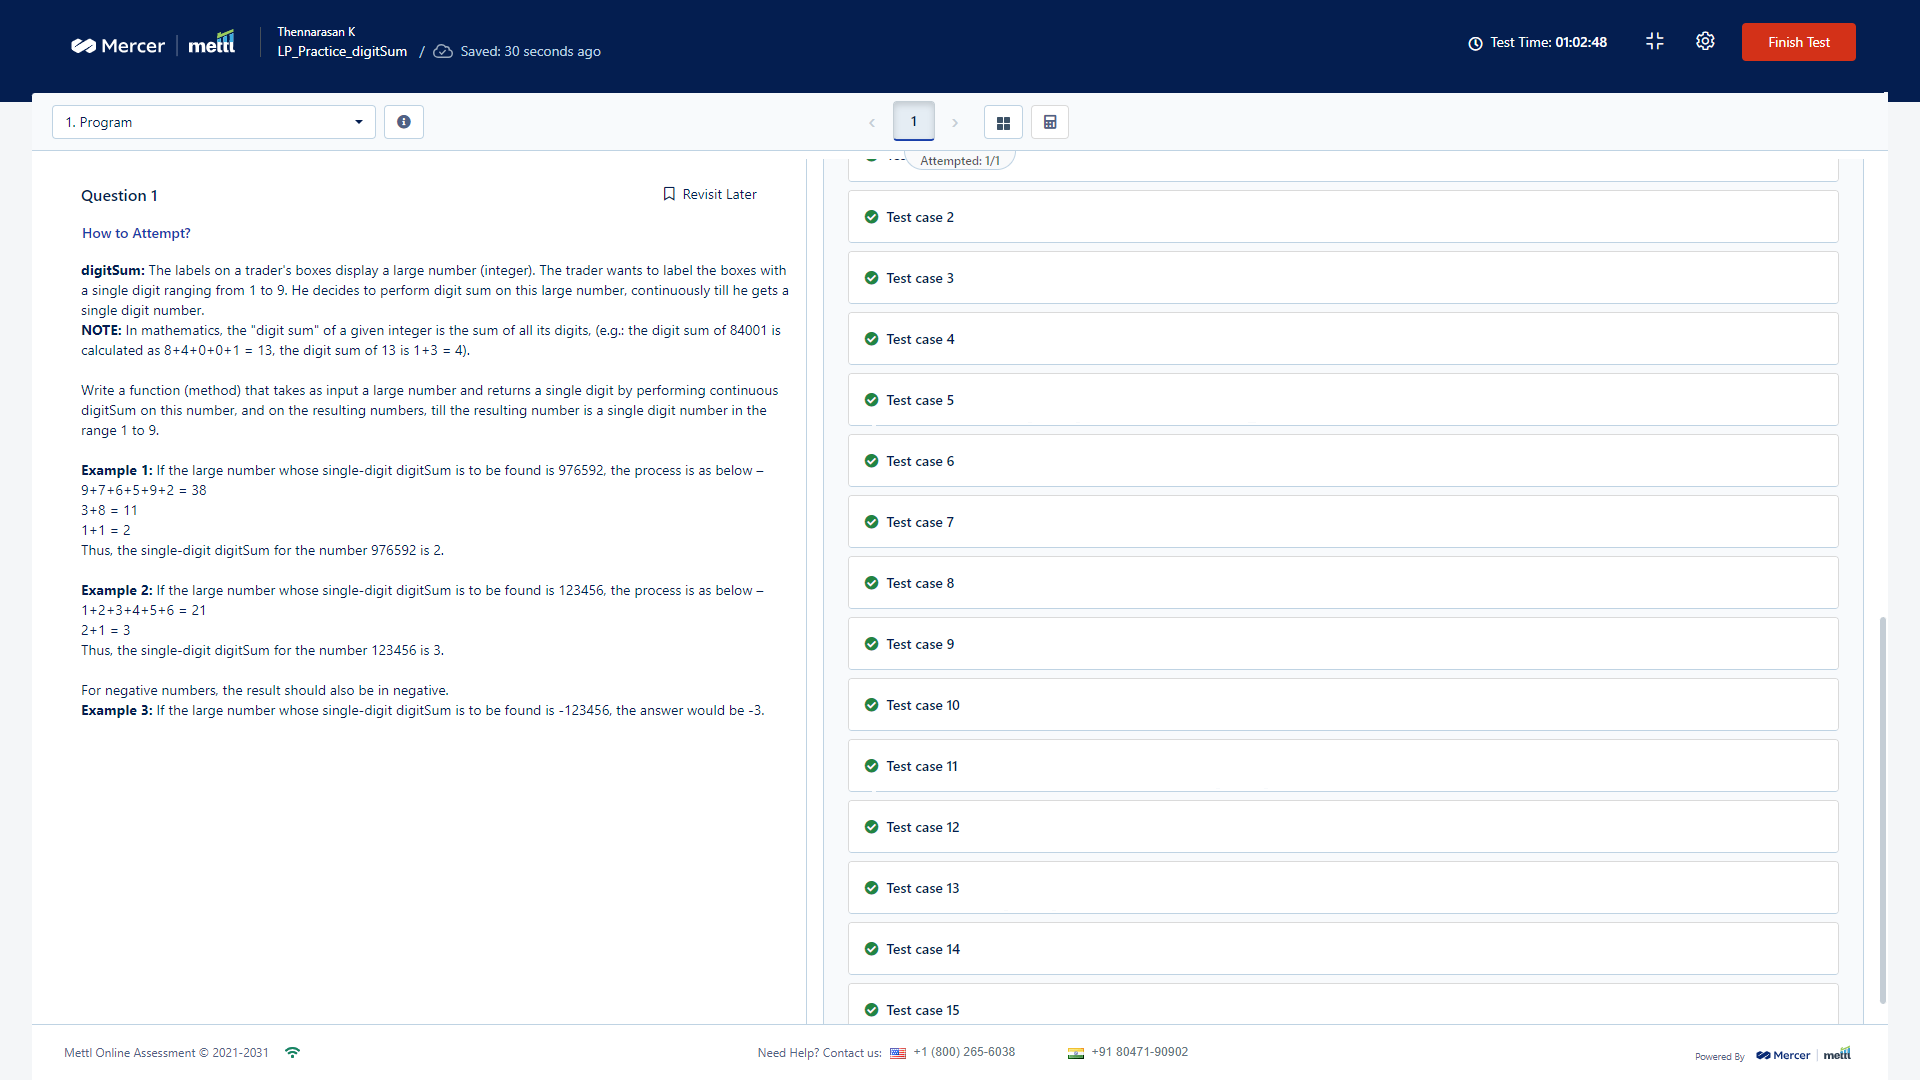 Mercer | mettl
Thennarasan K
LP_Practice_digitSum / Saved: 30 seconds ago
Test Time: 01:02:48
Finish Test
1. Program
1
Attempted: 1/1
Question 1
Revisit Later
How to Attempt?
digitSum: The labels on a trader's boxes display a large number (integer). The trader wants to label the boxes with
a single digit ranging from 1 to 9. He decides to perform digit sum on this large number, continuously till he gets a
single digit number.
NOTE: In mathematics, the "digit sum" of a given integer is the sum of all its digits, (e.g.: the digit sum of 84001 is
calculated as 8+4+0+0+1 = 13, the digit sum of 13 is 1+3 = 4).
Write a function (method) that takes as input a large number and returns a single digit by performing continuous
digitSum on this number, and on the resulting numbers, till the resulting number is a single digit number in the
range 1 to 9.
Example 1: If the large number whose single-digit digitSum is to be found is 976592, the process is as below –
9+7+6+5+9+2 = 38
3+8 = 11
1+1 = 2
Thus, the single-digit digitSum for the number 976592 is 2.
Example 2: If the large number whose single-digit digitSum is to be found is 123456, the process is as below –
1+2+3+4+5+6 = 21
2+1 = 3
Thus, the single-digit digitSum for the number 123456 is 3.
For negative numbers, the result should also be in negative.
Example 3: If the large number whose single-digit digitSum is to be found is -123456, the answer would be -3.
Test case 2
Test case 3
Test case 4
Test case 5
Test case 6
Test case 7
Test case 8
Test case 9
Test case 10
Test case 11
Test case 12
Test case 13
Test case 14
Test case 15
Mettl Online Assessment © 2021-2031
Need Help? Contact us: +1 (800) 265-6038
+91 80471-90902
Powered By Mercer | mettl